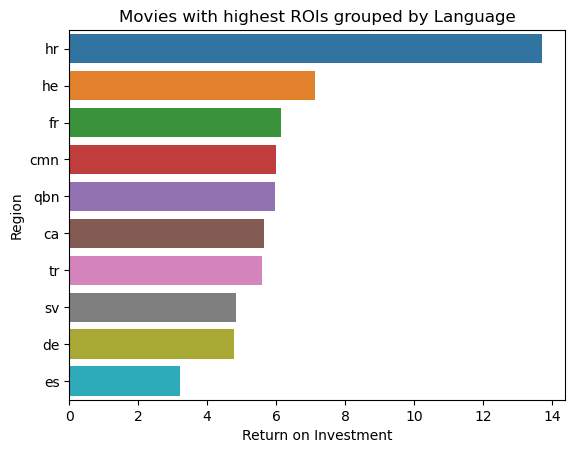 Movies with highest ROIs grouped by Language
hr
he
fr
cmn
qbn
ca
tr
sv
de
es
Region
0 2 4 6 8 10 12 14
Return on Investment